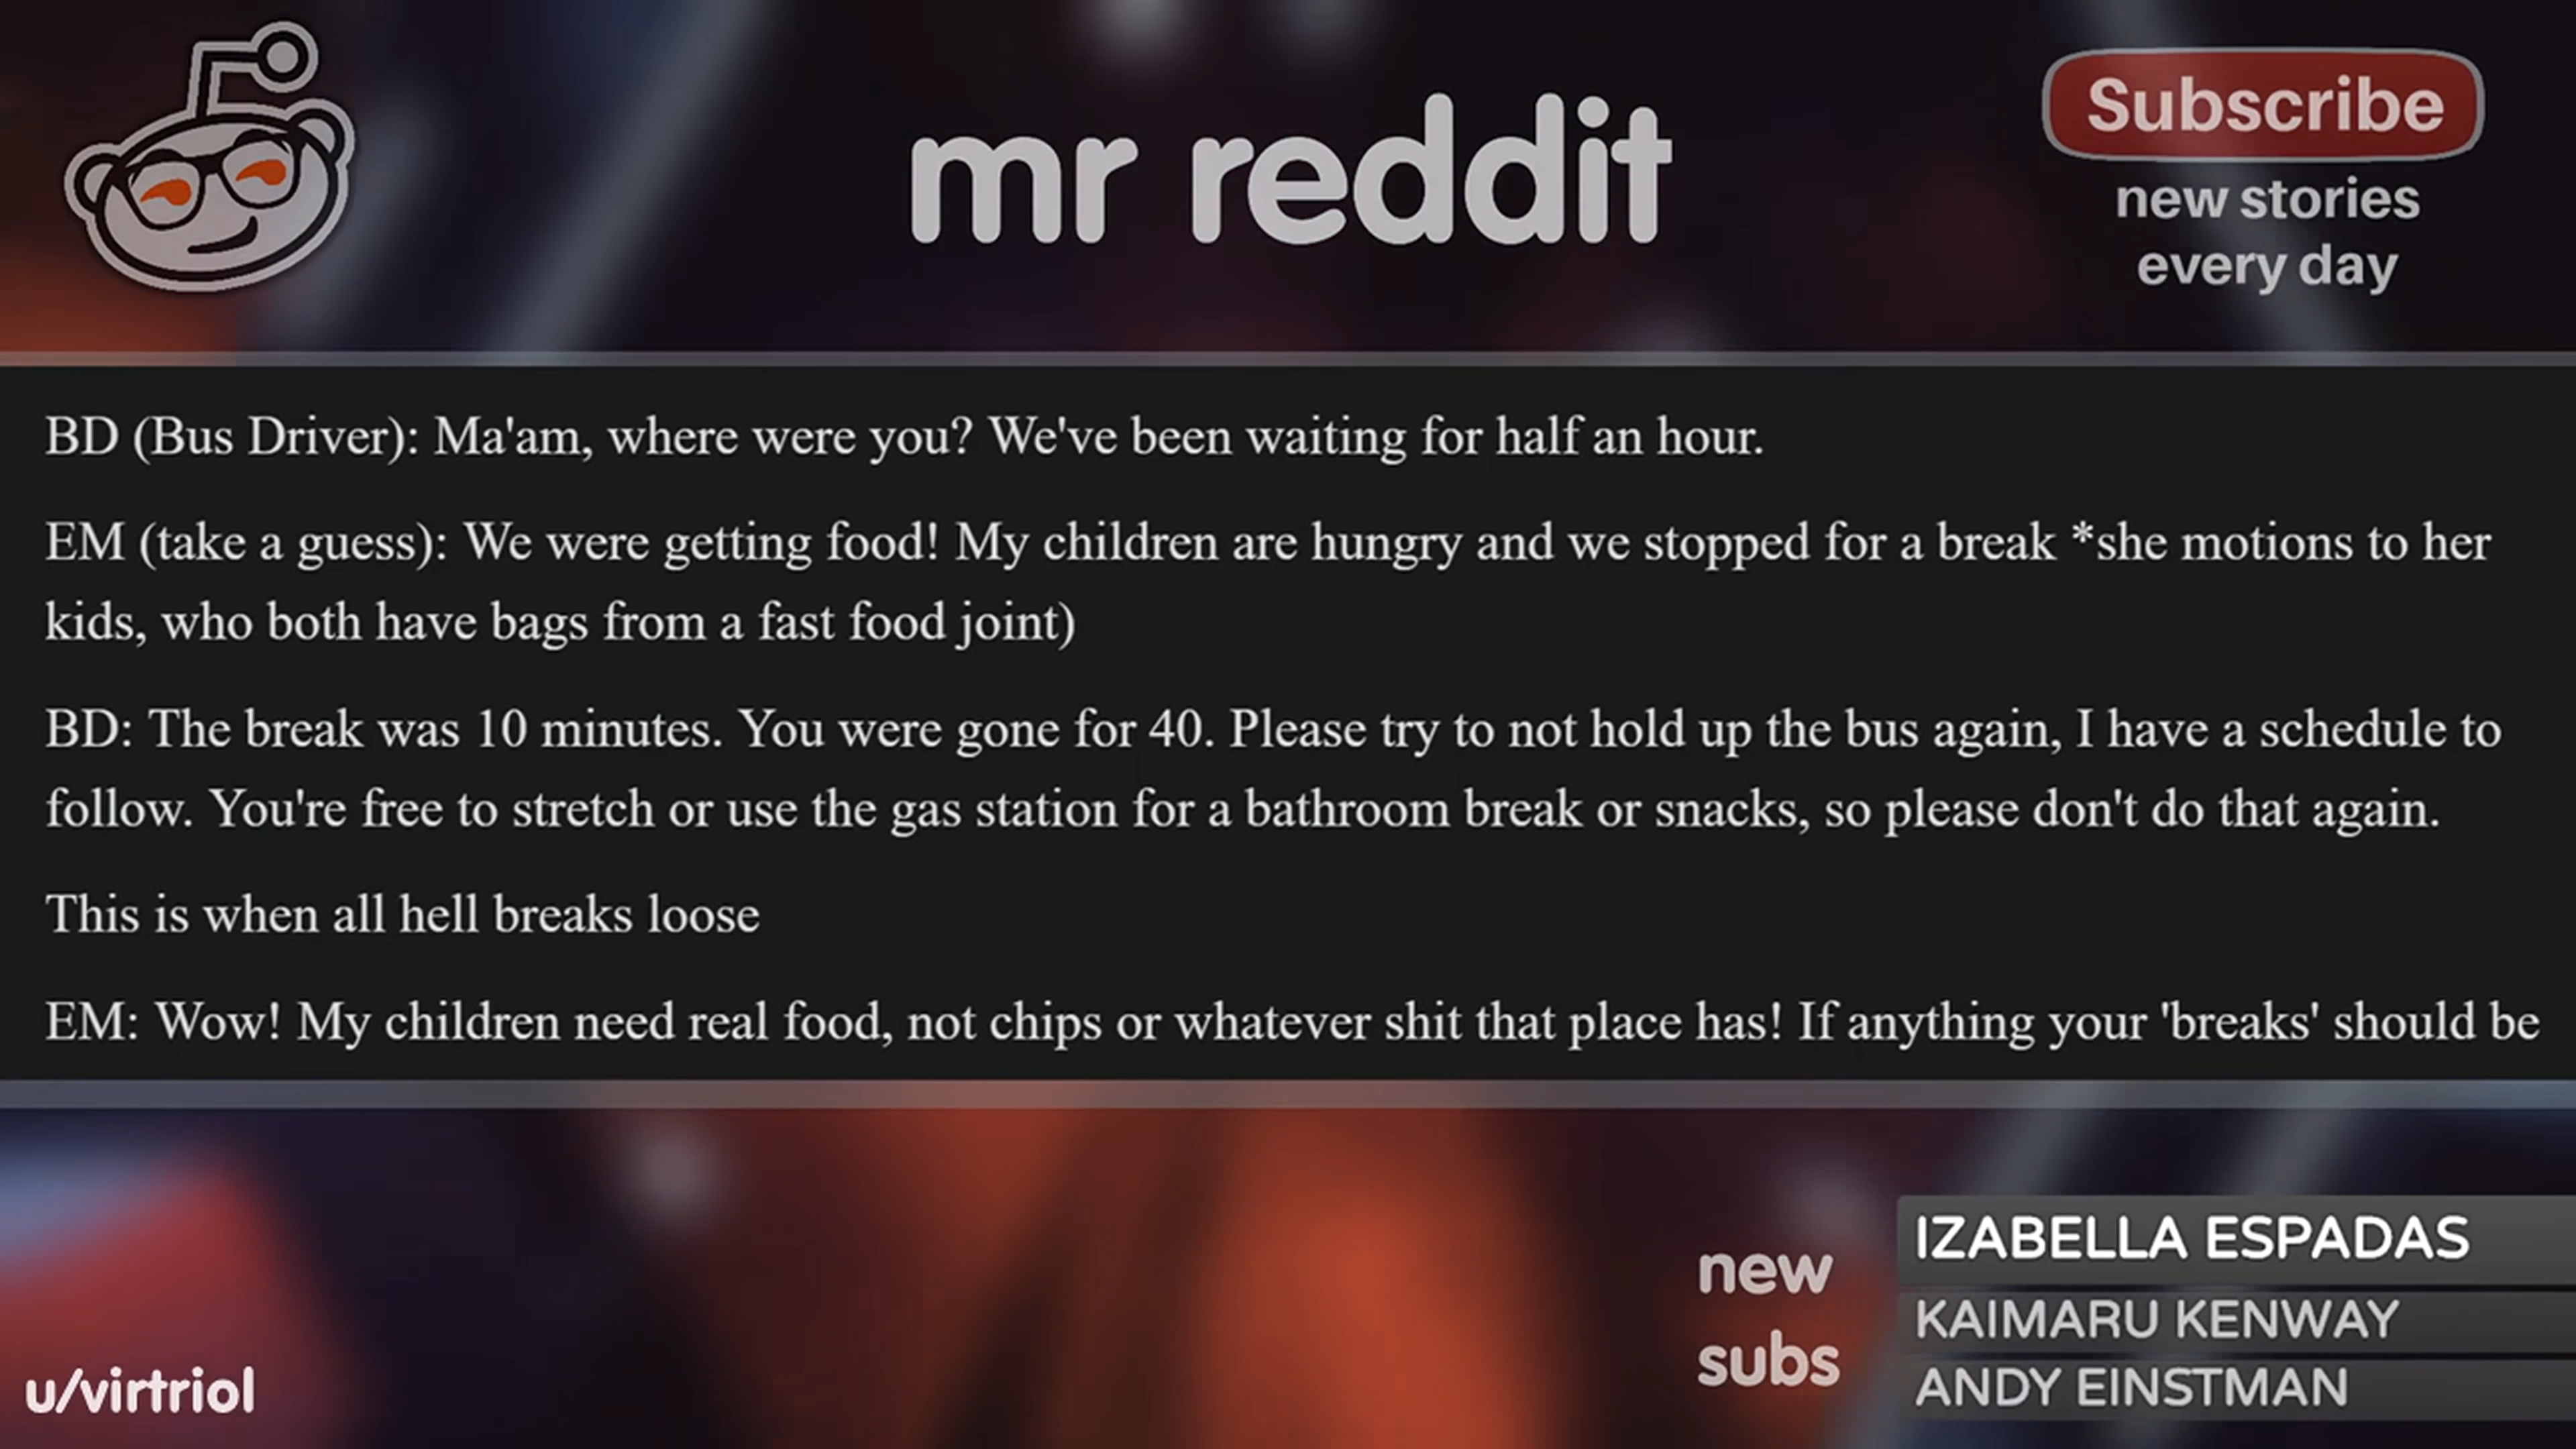 mr reddit
Subscribe
new stories
every day
BD (Bus Driver): Ma'am, where were you? We've been waiting for half an hour.
EM (take a guess): We were getting food! My children are hungry and we stopped for a break *she motions to her
kids, who both have bags from a fast food joint)
BD: The break was 10 minutes. You were gone for 40. Please try to not hold up the bus again, I have a schedule to
follow. You're free to stretch or use the gas station for a bathroom break or snacks, so please don't do that again.
This is when all hell breaks loose
EM: Wow! My children need real food, not chips or whatever shit that place has! If anything your 'breaks' should be
new
subs
IZABELLA ESPADAS
KAIMARU KENWAY
ANDY EINSTMAN
u/virtriol